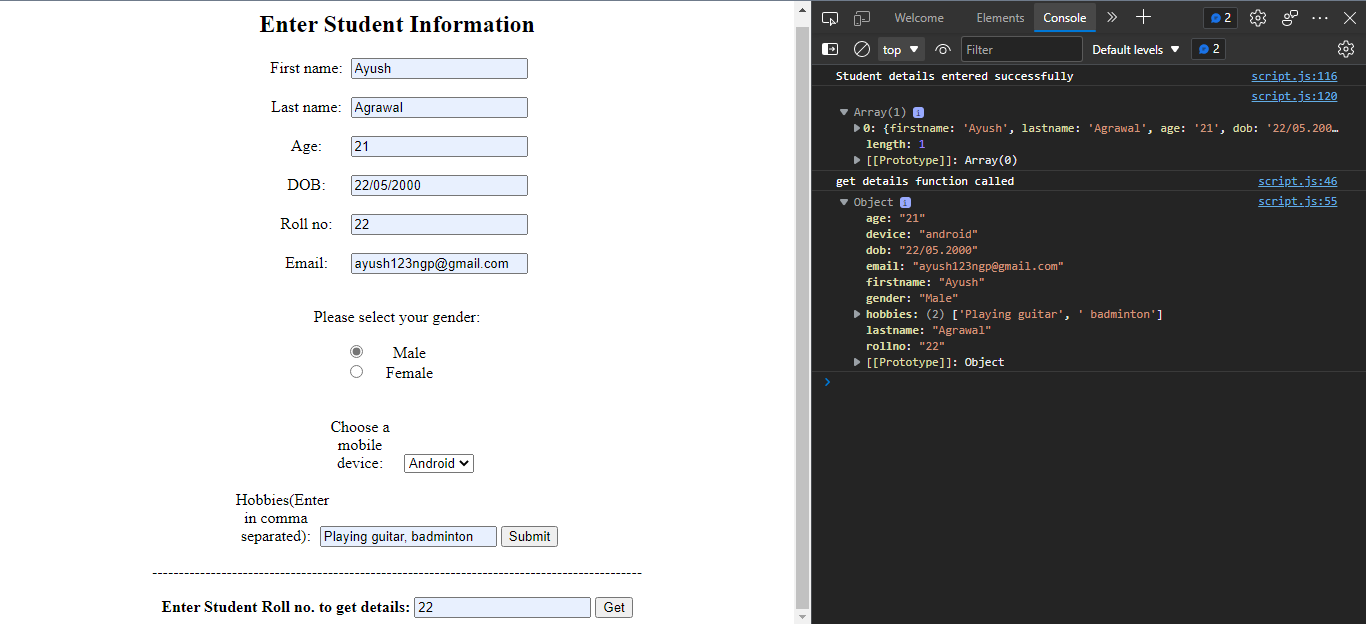 Enter Student Information
First name: Ayush
Last name: Agrawal
Age: 21
DOB: 22/05/2000
Roll no: 22
Email: ayush123ngp@gmail.com
Please select your gender:
Male
Female
Choose a
mobile
device: Android
Hobbies(Enter
in comma
separated): Playing guitar, badminton Submit
------------------------------------------------------------------------------------------
Enter Student Roll no. to get details: 22 Get
Welcome Elements Console 2
top Filter Default levels 2
Student details entered successfully script.js:116
script.js:120
Array(1) i
0: {firstname: 'Ayush', lastname: 'Agrawal', age: '21', dob: '22/05.200…
length: 1
[[Prototype]]: Array(0)
get details function called script.js:46
Object i script.js:55
age: "21"
device: "android"
dob: "22/05.2000"
email: "ayush123ngp@gmail.com"
firstname: "Ayush"
gender: "Male"
hobbies: (2) ['Playing guitar', ' badminton']
lastname: "Agrawal"
rollno: "22"
[[Prototype]]: Object